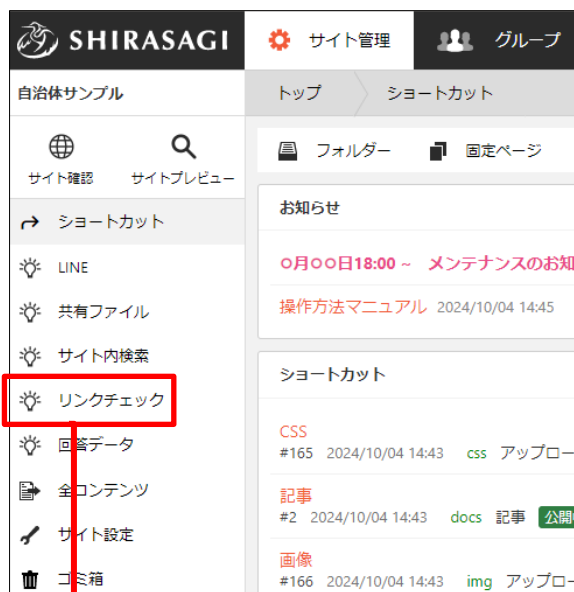 SHIRASAGI
サイト管理
グループ
自治体サンプル
トップ
ショートカット
サイト確認
サイトプレビュー
フォルダー
固定ページ
ショートカット
LINE
共有ファイル
サイト内検索
リンクチェック
回答データ
全コンテンツ
サイト設定
ゴミ箱
お知らせ
○月○○日18:00 ~ メンテナンスのお知
操作方法マニュアル 2024/10/04 14:45
ショートカット
CSS
#165 2024/10/04 14:43 css アップロー
記事
#2 2024/10/04 14:43 docs 記事 公開
画像
#166 2024/10/04 14:43 img アップロー